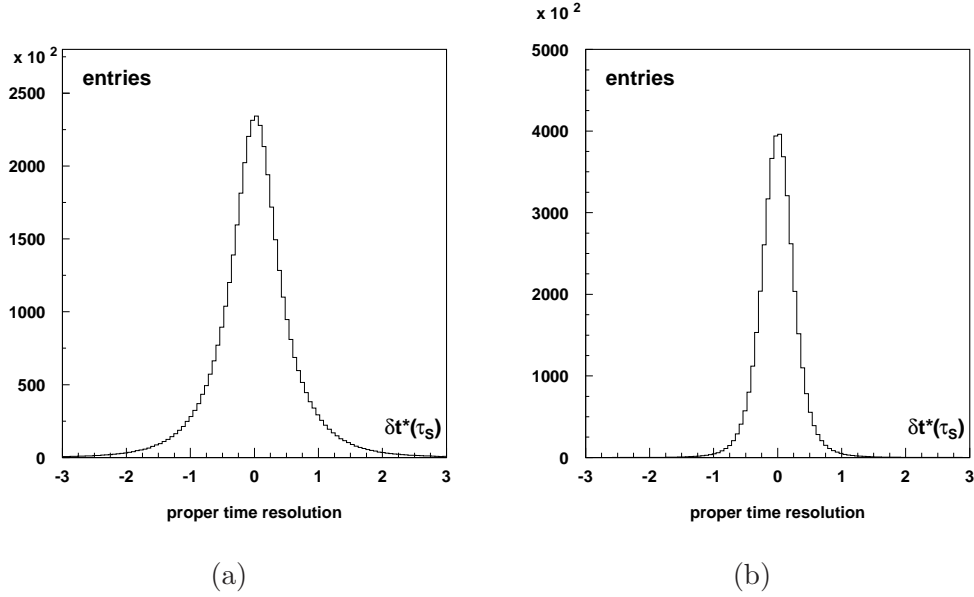 x 10 2
entries
2500
2000
1500
1000
500
0
-3 -2 -1 0 1 2 3
δt*(τS)
proper time resolution
(a)
x 10 2
5000
entries
4000
3000
2000
1000
0
-3 -2 -1 0 1 2 3
δt*(τS)
proper time resolution
(b)